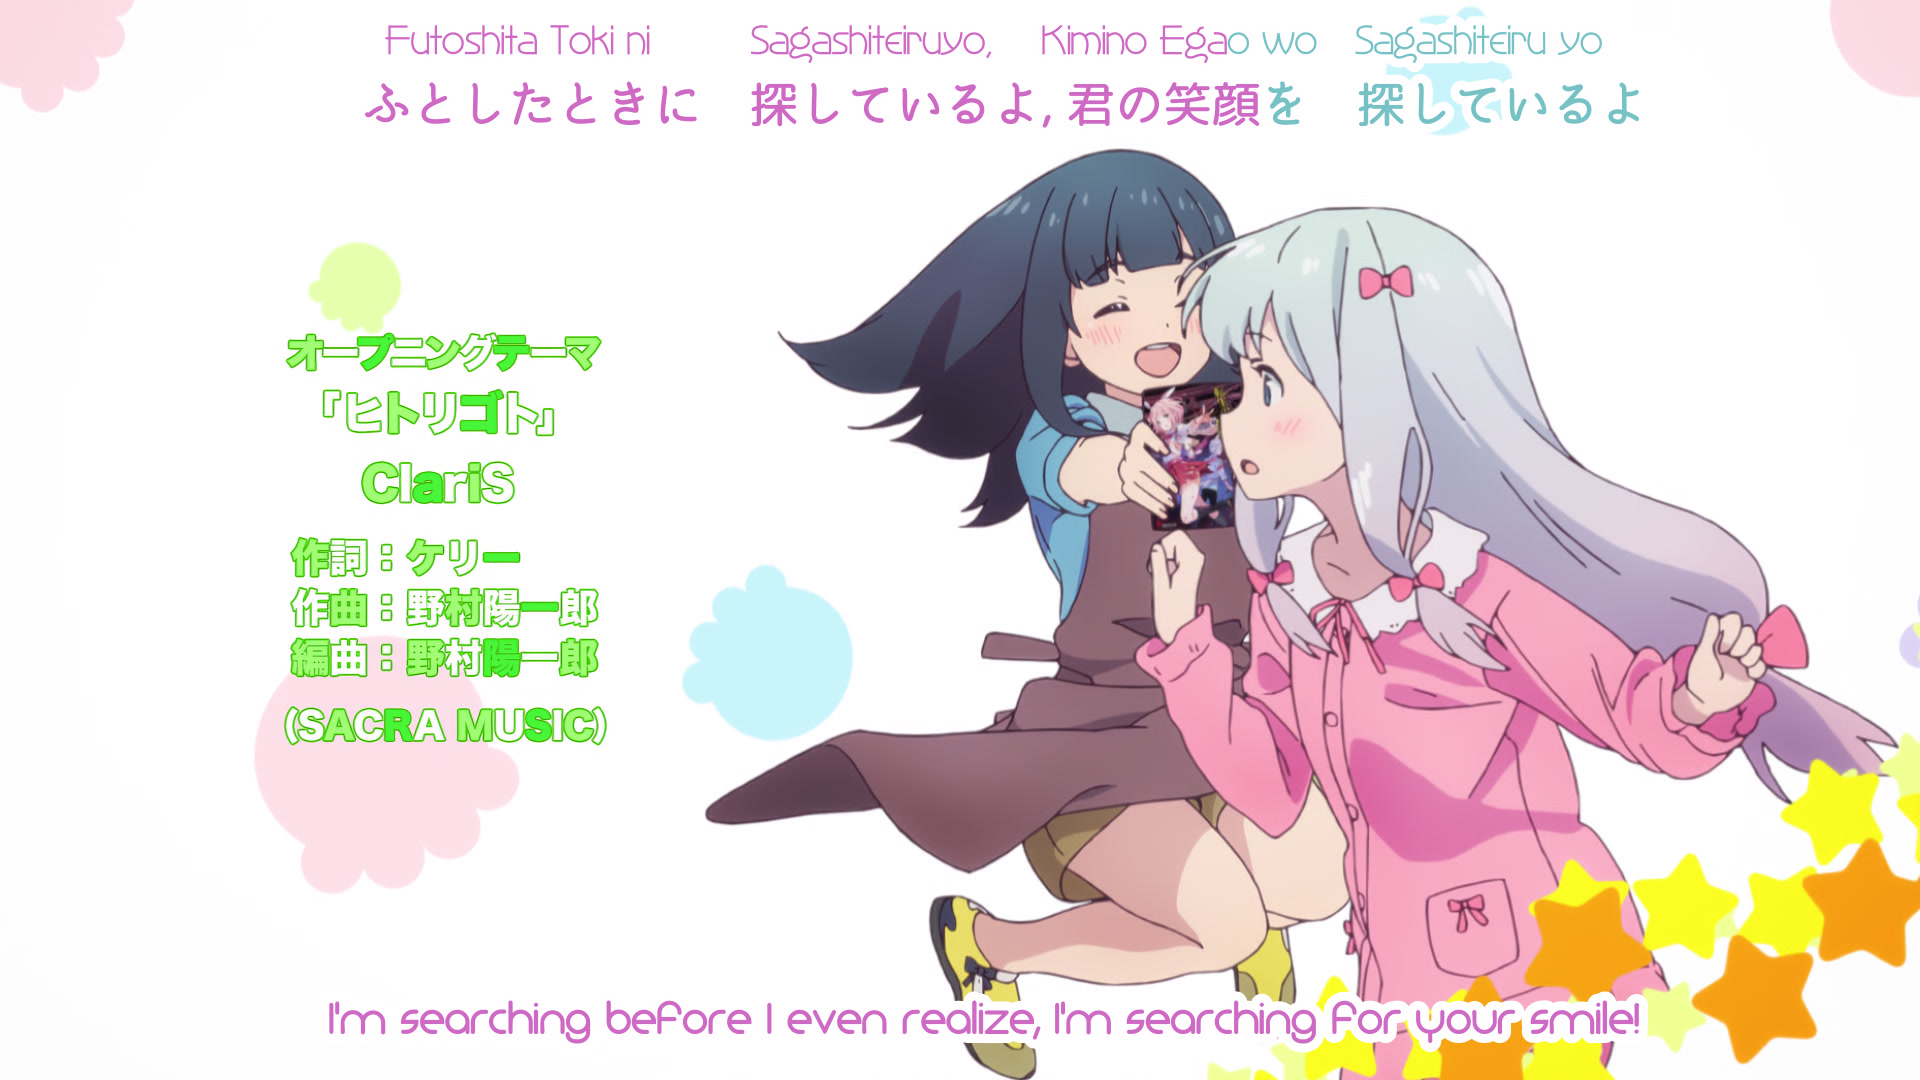 Futoshita Toki ni Sagashiteiruyo, Kimino Egao wo Sagashiteiru yo
ふとしたときに 探しているよ, 君の笑顔を 探しているよ
オープニングテーマ
「ヒトリゴト」
ClariS
作詞：ケリー
作曲：野村陽一郎
編曲：野村陽一郎
(SACRA MUSIC)
I'm searching before I even realize, I'm searching for your smile!